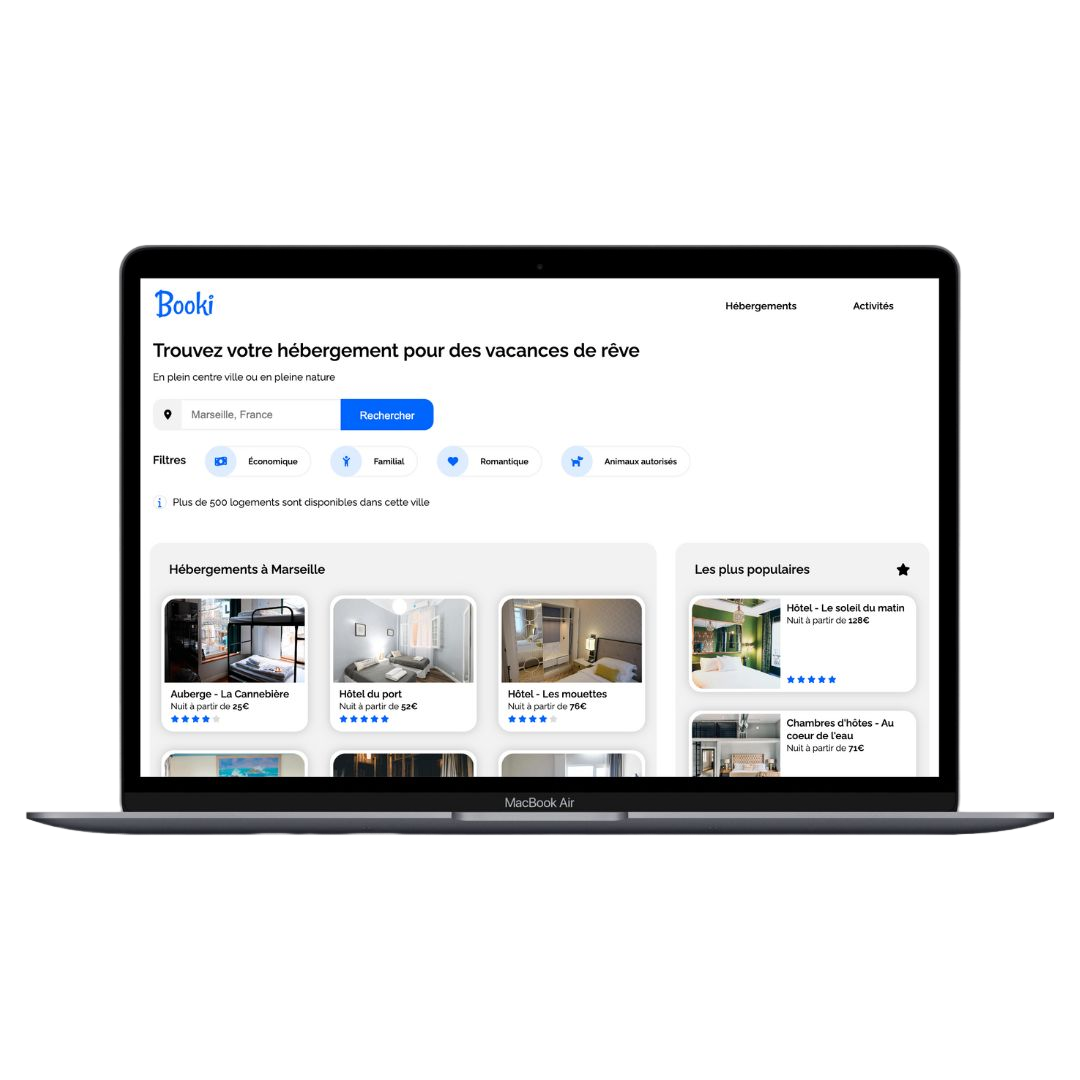 Booki
Hébergements
Activités
Trouvez votre hébergement pour des vacances de rêve
En plein centre ville ou en pleine nature
Marseille, France
Rechercher
Filtres
Économique
Familial
Romantique
Animaux autorisés
i
Plus de 500 logements sont disponibles dans cette ville
Hébergements à Marseille
Auberge - La Cannebière
Nuit à partir de 25€
Hôtel du port
Nuit à partir de 52€
Hôtel - Les mouettes
Nuit à partir de 76€
Les plus populaires
Hôtel - Le soleil du matin
Nuit à partir de 128€
Chambres d'hôtes - Au
coeur de l'eau
Nuit à partir de 71€
MacBook Air